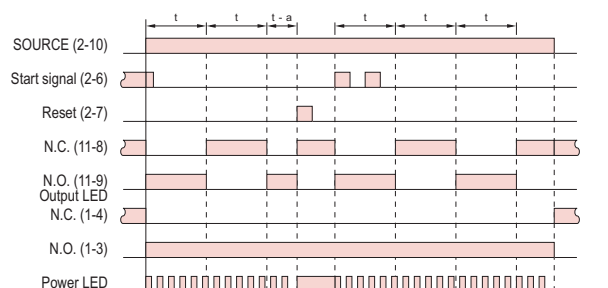 t t t - a t t t
SOURCE (2-10)
Start signal (2-6)
Reset (2-7)
N.C. (11-8)
N.O. (11-9)
Output LED
N.C. (1-4)
N.O. (1-3)
Power LED